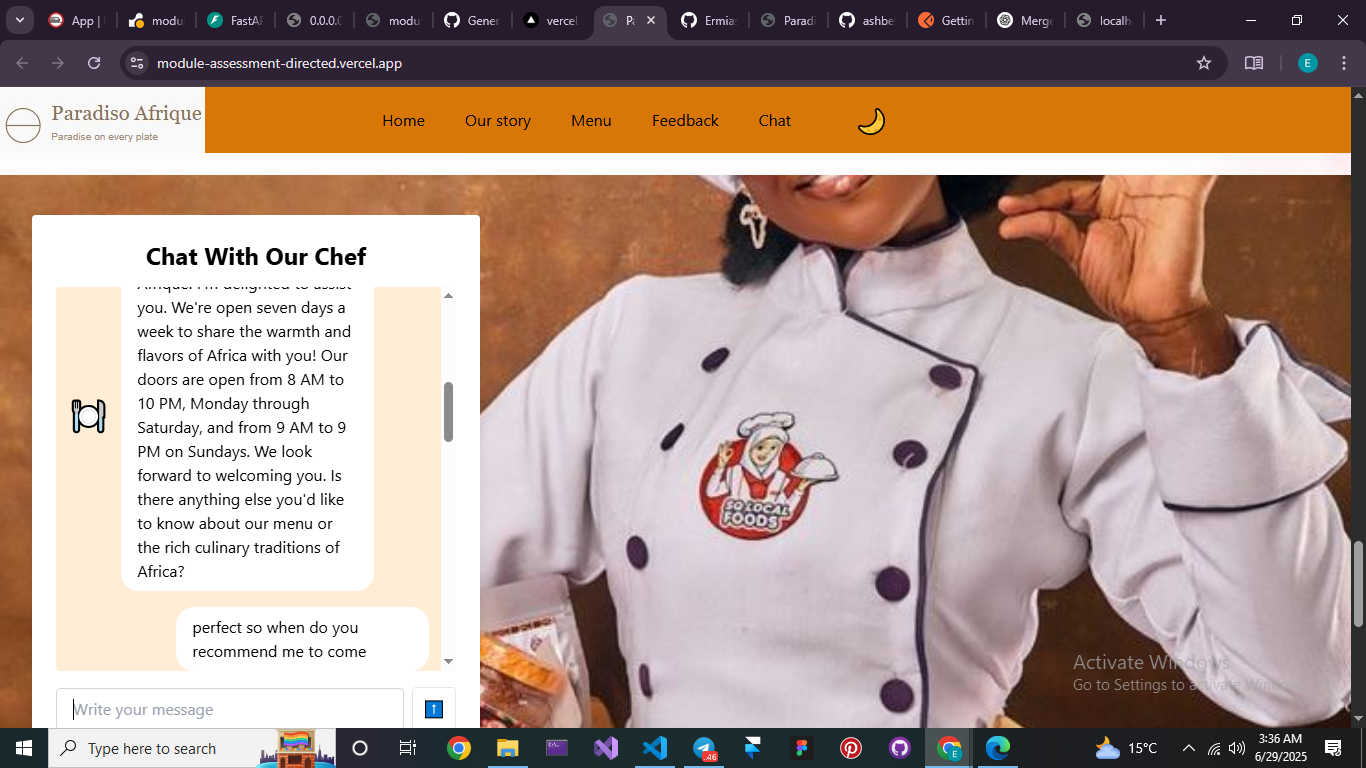 App |
modu
FastAP
0.0.0.0
modu
Gener
vercel
Pa
Ermias
Paradi
ashbe
Gettin
Merge
localh
module-assessment-directed.vercel.app
E
Paradiso Afrique
Paradise on every plate
Home
Our story
Menu
Feedback
Chat
Chat With Our Chef
Afrique! I'm delighted to assist
you. We're open seven days a
week to share the warmth and
flavors of Africa with you! Our
doors are open from 8 AM to
10 PM, Monday through
Saturday, and from 9 AM to 9
PM on Sundays. We look
forward to welcoming you. Is
there anything else you'd like
to know about our menu or
the rich culinary traditions of
Africa?
perfect so when do you
recommend me to come
Write your message
SQ LOCAL
FOODS
Activate Windows
Go to Settings to activate Windows.
Type here to search
.46
E
15°C
3:36 AM
6/29/2025